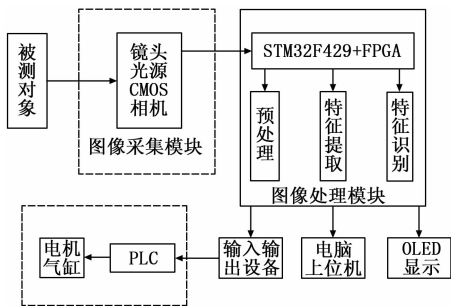 被测对象
镜头
光源
CMOS
相机
图像采集模块
STM32F429+FPGA
预处理
特征提取
特征识别
图像处理模块
电机
气缸
PLC
输入输
出设备
电脑
上位机
OLED
显示